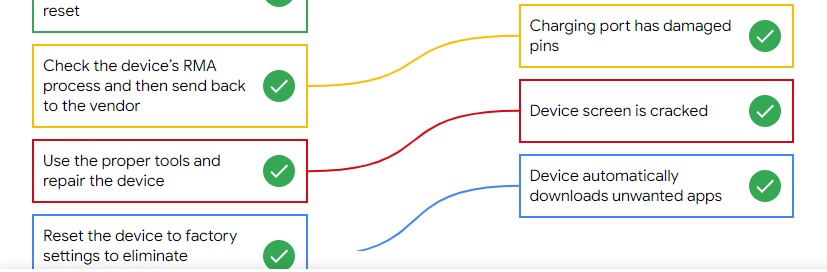 reset
Check the device's RMA
process and then send back
to the vendor
Use the proper tools and
repair the device
Reset the device to factory
settings to eliminate
Charging port has damaged
pins
Device screen is cracked
Device automatically
downloads unwanted apps